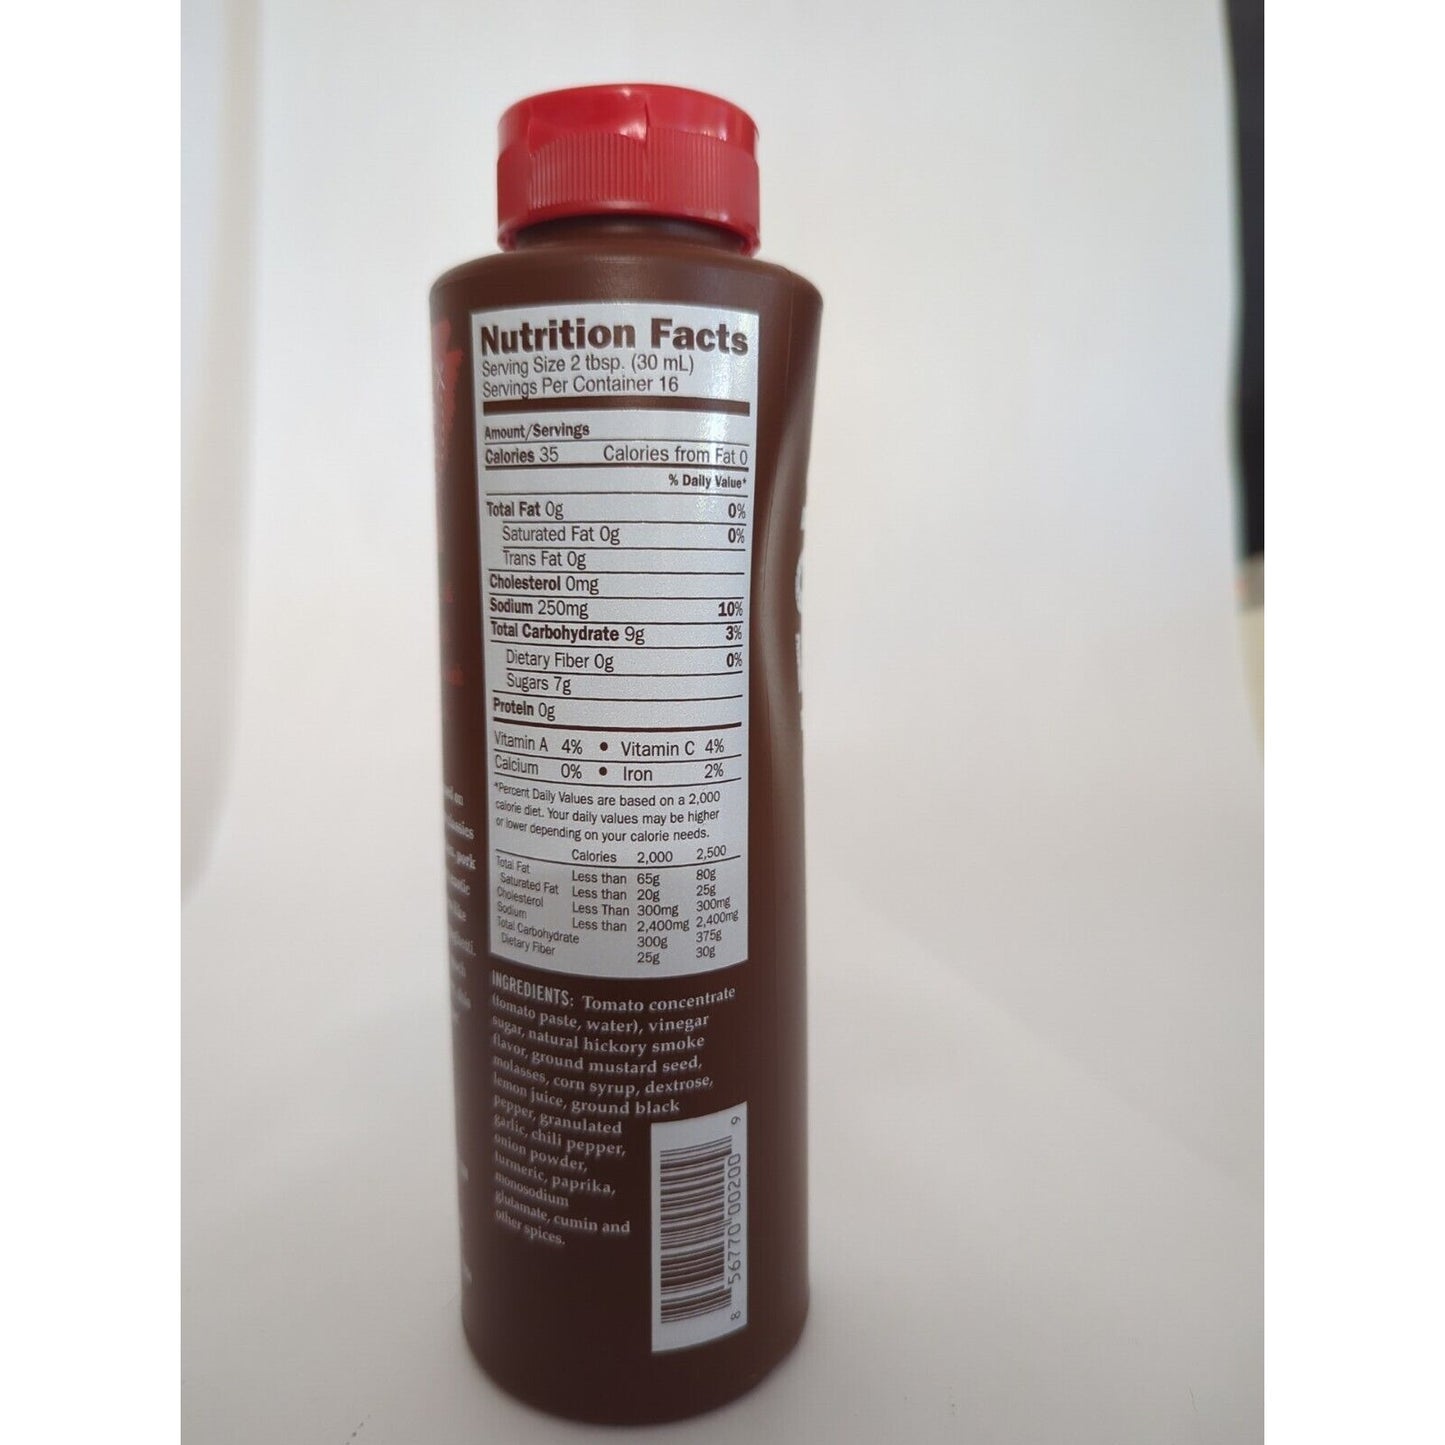 Nutrition Facts
Serving Size 2 tbsp. (30 mL)
Servings Per Container 16
Amount/Servings
Calories 35 Calories from Fat 0
% Daily Value*
Total Fat 0g 0%
Saturated Fat 0g 0%
Trans Fat 0g
Cholesterol 0mg
Sodium 250mg 10%
Total Carbohydrate 9g 3%
Dietary Fiber 0g 0%
Sugars 7g
Protein 0g
Vitamin A 4% • Vitamin C 4%
Calcium 0% • Iron 2%
*Percent Daily Values are based on a 2,000
calorie diet. Your daily values may be higher
or lower depending on your calorie needs.
Calories 2,000 2,500
Total Fat Less than 65g 80g
Saturated Fat Less than 20g 25g
Cholesterol Less Than 300mg 300mg
Sodium Less than 2,400mg 2,400mg
Total Carbohydrate 300g 375g
Dietary Fiber 25g 30g
INGREDIENTS: Tomato concentrate
(tomato paste, water), vinegar
sugar, natural hickory smoke
flavor, ground mustard seed,
molasses, corn syrup, dextrose,
lemon juice, ground black
pepper, granulated
garlic, chili pepper,
onion powder,
turmeric, paprika,
monosodium
glutamate, cumin and
other spices.
8 56770 00200 9
pork